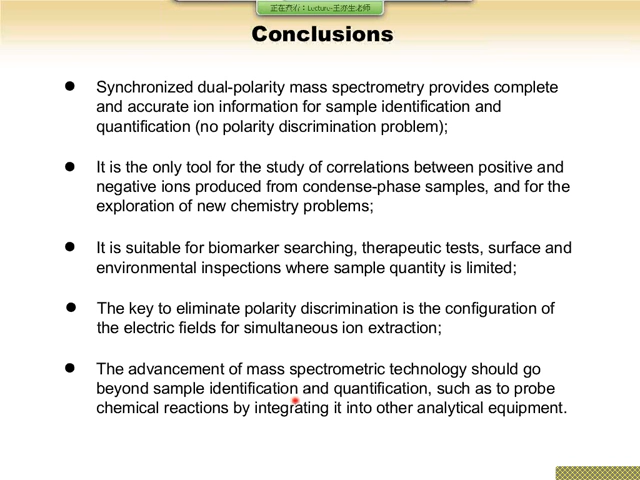 正在查看：Lecture-王亦生老师
Conclusions
Synchronized dual-polarity mass spectrometry provides complete
and accurate ion information for sample identification and
quantification (no polarity discrimination problem);
It is the only tool for the study of correlations between positive and
negative ions produced from condense-phase samples, and for the
exploration of new chemistry problems;
It is suitable for biomarker searching, therapeutic tests, surface and
environmental inspections where sample quantity is limited;
The key to eliminate polarity discrimination is the configuration of
the electric fields for simultaneous ion extraction;
The advancement of mass spectrometric technology should go
beyond sample identification and quantification, such as to probe
chemical reactions by integrating it into other analytical equipment.